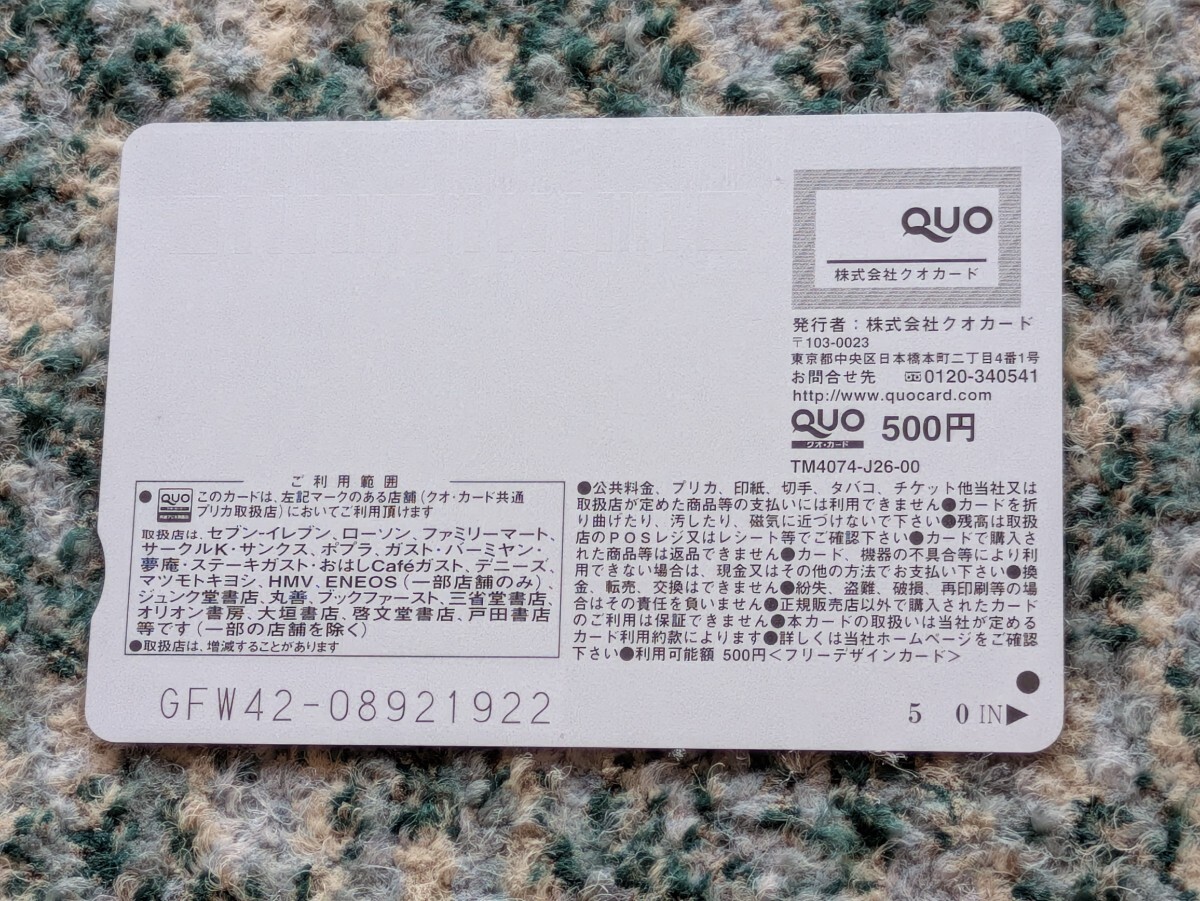 QUO
株式会社クオカード
発行者：株式会社クオカード
〒103-0023
東京都中央区日本橋本町二丁目4番1号
お問合せ先 0120-340541
http://www.quocard.com
QUO 500円
クオ・カード
TM4074-J26-00
ご利用範囲
●QUO このカードは、左記マークのある店舗（クオ・カード共通
プリカ取扱店）においてご利用頂けます
取扱店は、セブン-イレブン、ローソン、ファミリーマート、
サークルK・サンクス、ポプラ、ガスト・バーミヤン・
夢庵・ステーキガスト・おはしCaféガスト、デニーズ、
マツモトキヨシ、HMV、ENEOS（一部店舗のみ）、
ジュンク堂書店、丸善、ブックファースト、三省堂書店、
オリオン書房、大垣書店、啓文堂書店、戸田書店
等です（一部の店舗を除く）
●取扱店は、増減することがあります
●公共料金、プリカ、印紙、切手、タバコ、チケット他当社又は
取扱店が定めた商品等の支払いには利用できません●カードを折
り曲げたり、汚したり、磁気に近づけないで下さい●残高は取扱
店のPOSレジ又はレシート等でご確認下さい●カードで購入さ
れた商品等は返品できません●カード、機器の不具合等により利
用できない場合は、現金又はその他の方法でお支払い下さい●換
金、転売、交換はできません●紛失、盗難、破損、再印刷等の場
合はその責任を負いません●正規販売店以外で購入されたカード
のご利用は保証できません●本カードの取扱いは当社が定める
カード利用約款によります●詳しくは当社ホームページをご確認
下さい●利用可能額 500円＜フリーデザインカード＞
GFW42-08921922
5 0 IN▶